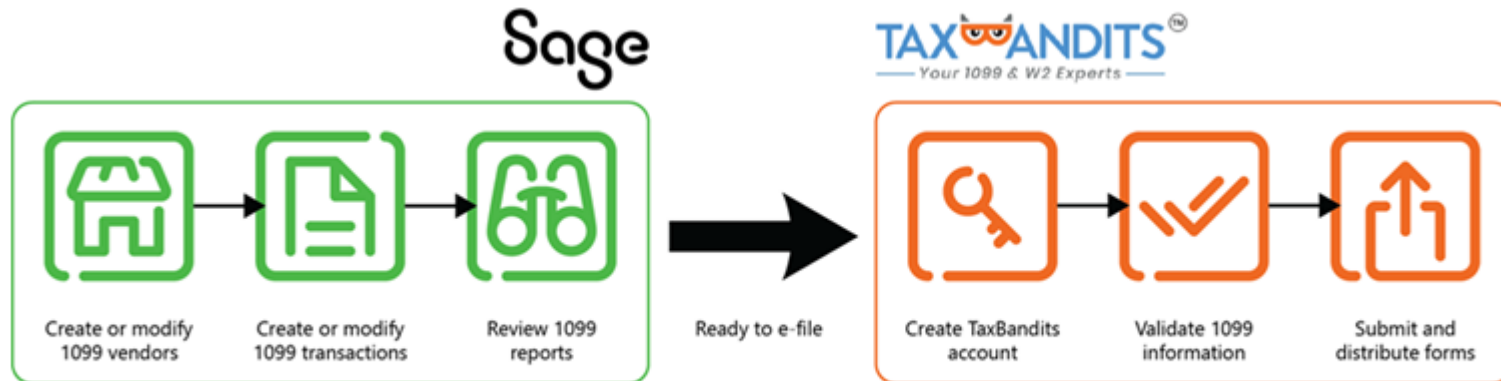 Sage
TAXBANDITS™
Your 1099 & W2 Experts
Create or modify
1099 vendors
Create or modify
1099 transactions
Review 1099
reports
Ready to e-file
Create TaxBandits
account
Validate 1099
information
Submit and
distribute forms